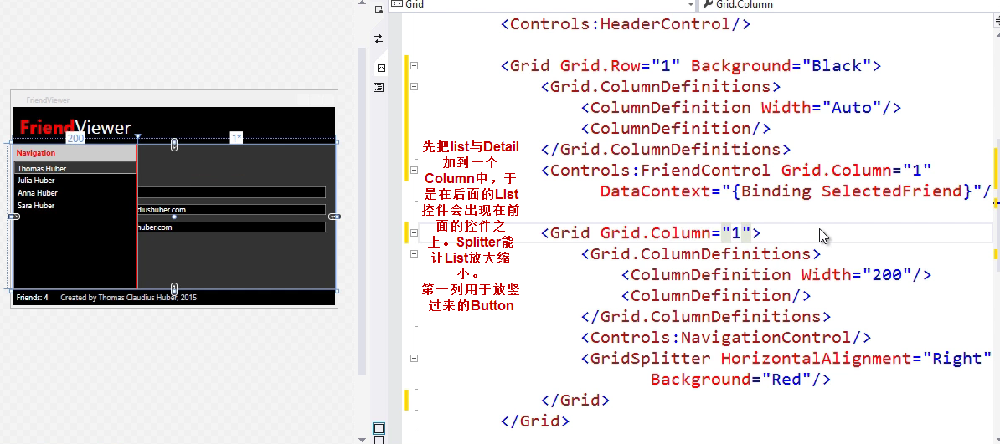 Grid
Grid.Column
FriendViewer
FriendViewer
200
1*
Navigation
Thomas Huber
Julia Huber
Anna Huber
Sara Huber
diushuber.com
huber.com
Friends: 4 Created by Thomas Claudius Huber, 2015
先把list与Detail
加到一个
Column中，于
是在后面的List
控件会出现在前
面的控件之
上。Splitter能
让List放大缩
小。
第一列用于放竖
过来的Button
<Controls:HeaderControl/>
<Grid Grid.Row="1" Background="Black">
<Grid.ColumnDefinitions>
<ColumnDefinition Width="Auto"/>
<ColumnDefinition/>
</Grid.ColumnDefinitions>
<Controls:FriendControl Grid.Column="1"
DataContext="{Binding SelectedFriend}"/
<Grid Grid.Column="1">
<Grid.ColumnDefinitions>
<ColumnDefinition Width="200"/>
<ColumnDefinition/>
</Grid.ColumnDefinitions>
<Controls:NavigationControl/>
<GridSplitter HorizontalAlignment="Right"
Background="Red"/>
</Grid>
</Grid>